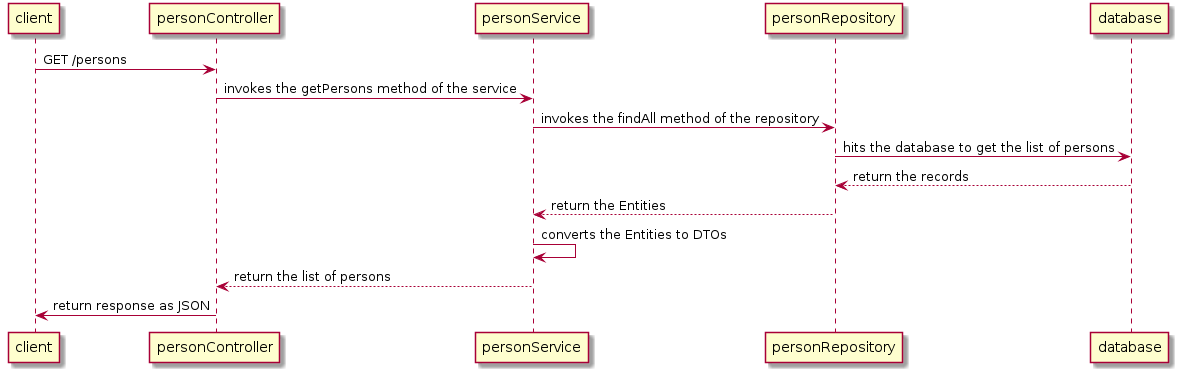 client
personController
personService
personRepository
database
GET /persons
invokes the getPersons method of the service
invokes the findAll method of the repository
hits the database to get the list of persons
return the records
return the Entities
converts the Entities to DTOs
return the list of persons
return response as JSON
client
personController
personService
personRepository
database